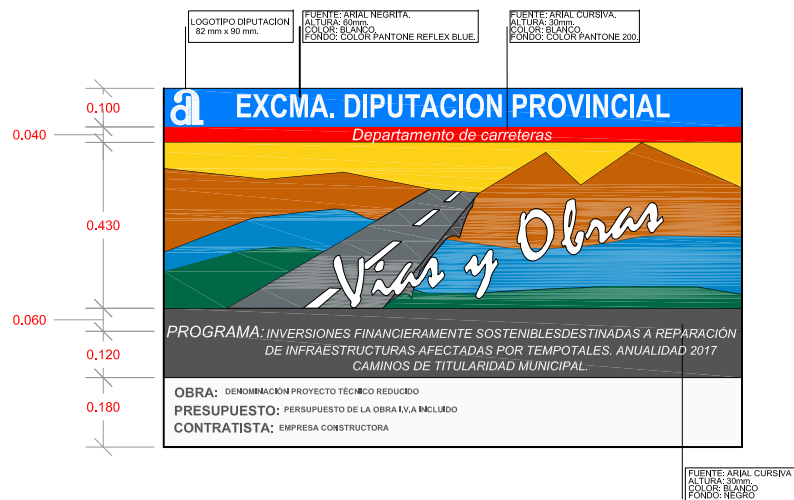 LOGOTIPO DIPUTACION
82 mm x 90 mm.
FUENTE: ARIAL NEGRITA.
ALTURA: 60mm.
COLOR: BLANCO.
FONDO: COLOR PANTONE REFLEX BLUE.
FUENTE: ARIAL CURSIVA.
ALTURA: 30mm.
COLOR: BLANCO.
FONDO: COLOR PANTONE 200.
EXCMA. DIPUTACION PROVINCIAL
Departamento de carreteras
0.100
0.040
0.430
0.060
0.120
0.180
Vias y Obras
PROGRAMA: INVERSIONES FINANCIERAMENTE SOSTENIBLESDESTINADAS A REPARACIÓN
DE INFRAESTRUCTURAS AFECTADAS POR TEMPOTALES. ANUALIDAD 2017
CAMINOS DE TITULARIDAD MUNICIPAL.
OBRA: DENOMINACIÓN PROYECTO TÉCNICO REDUCIDO
PRESUPUESTO: PERSUPUESTO DE LA OBRA I.V.A INCLUIDO
CONTRATISTA: EMPRESA CONSTRUCTORA
FUENTE: ARIAL CURSIVA
ALTURA: 30mm.
COLOR: BLANCO
FONDO: NEGRO